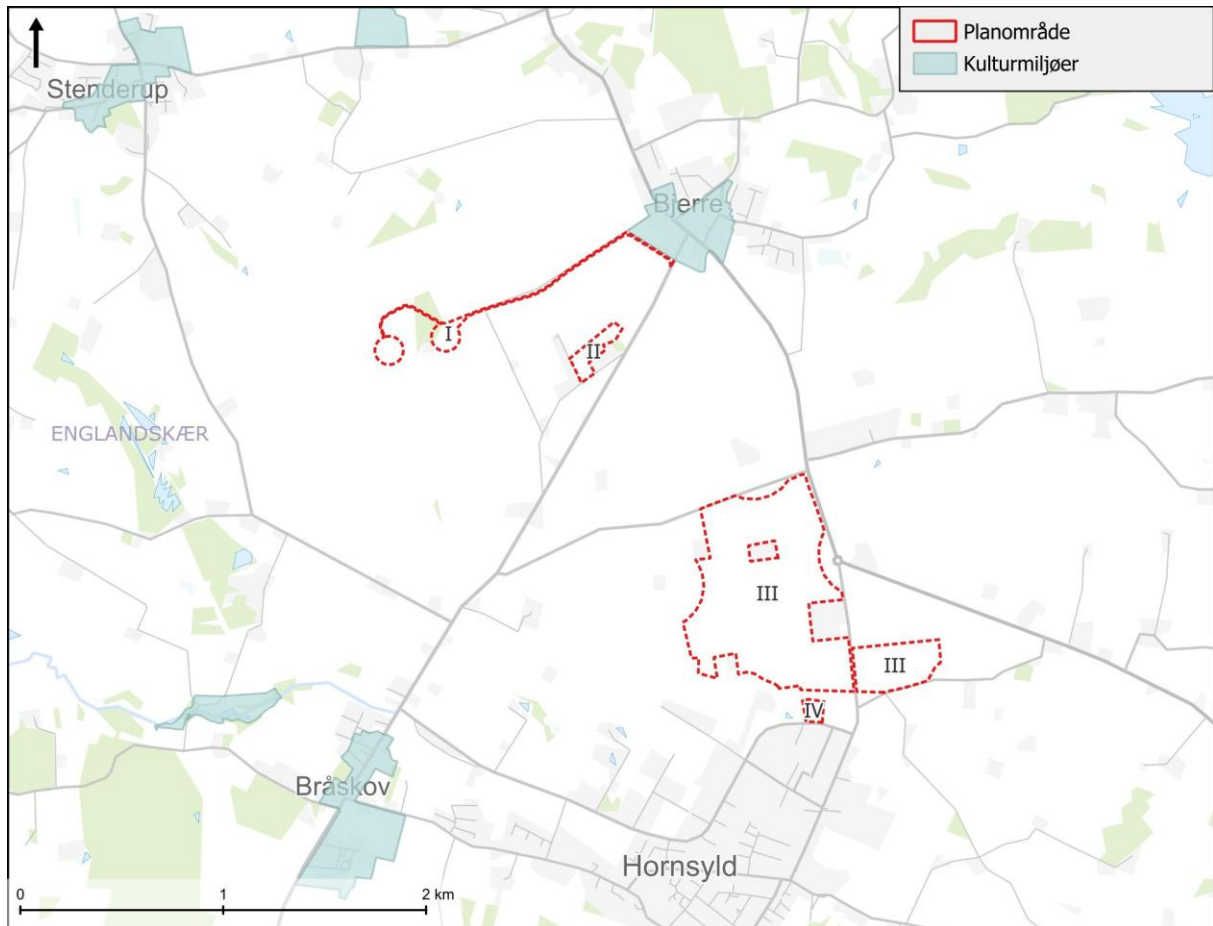 Planområde
Kulturmiljøer
Stenderup
Bjerre
I
II
ENGLANDSKÆR
III
III
IV
Bråskov
Hornsyld
0 1 2 km